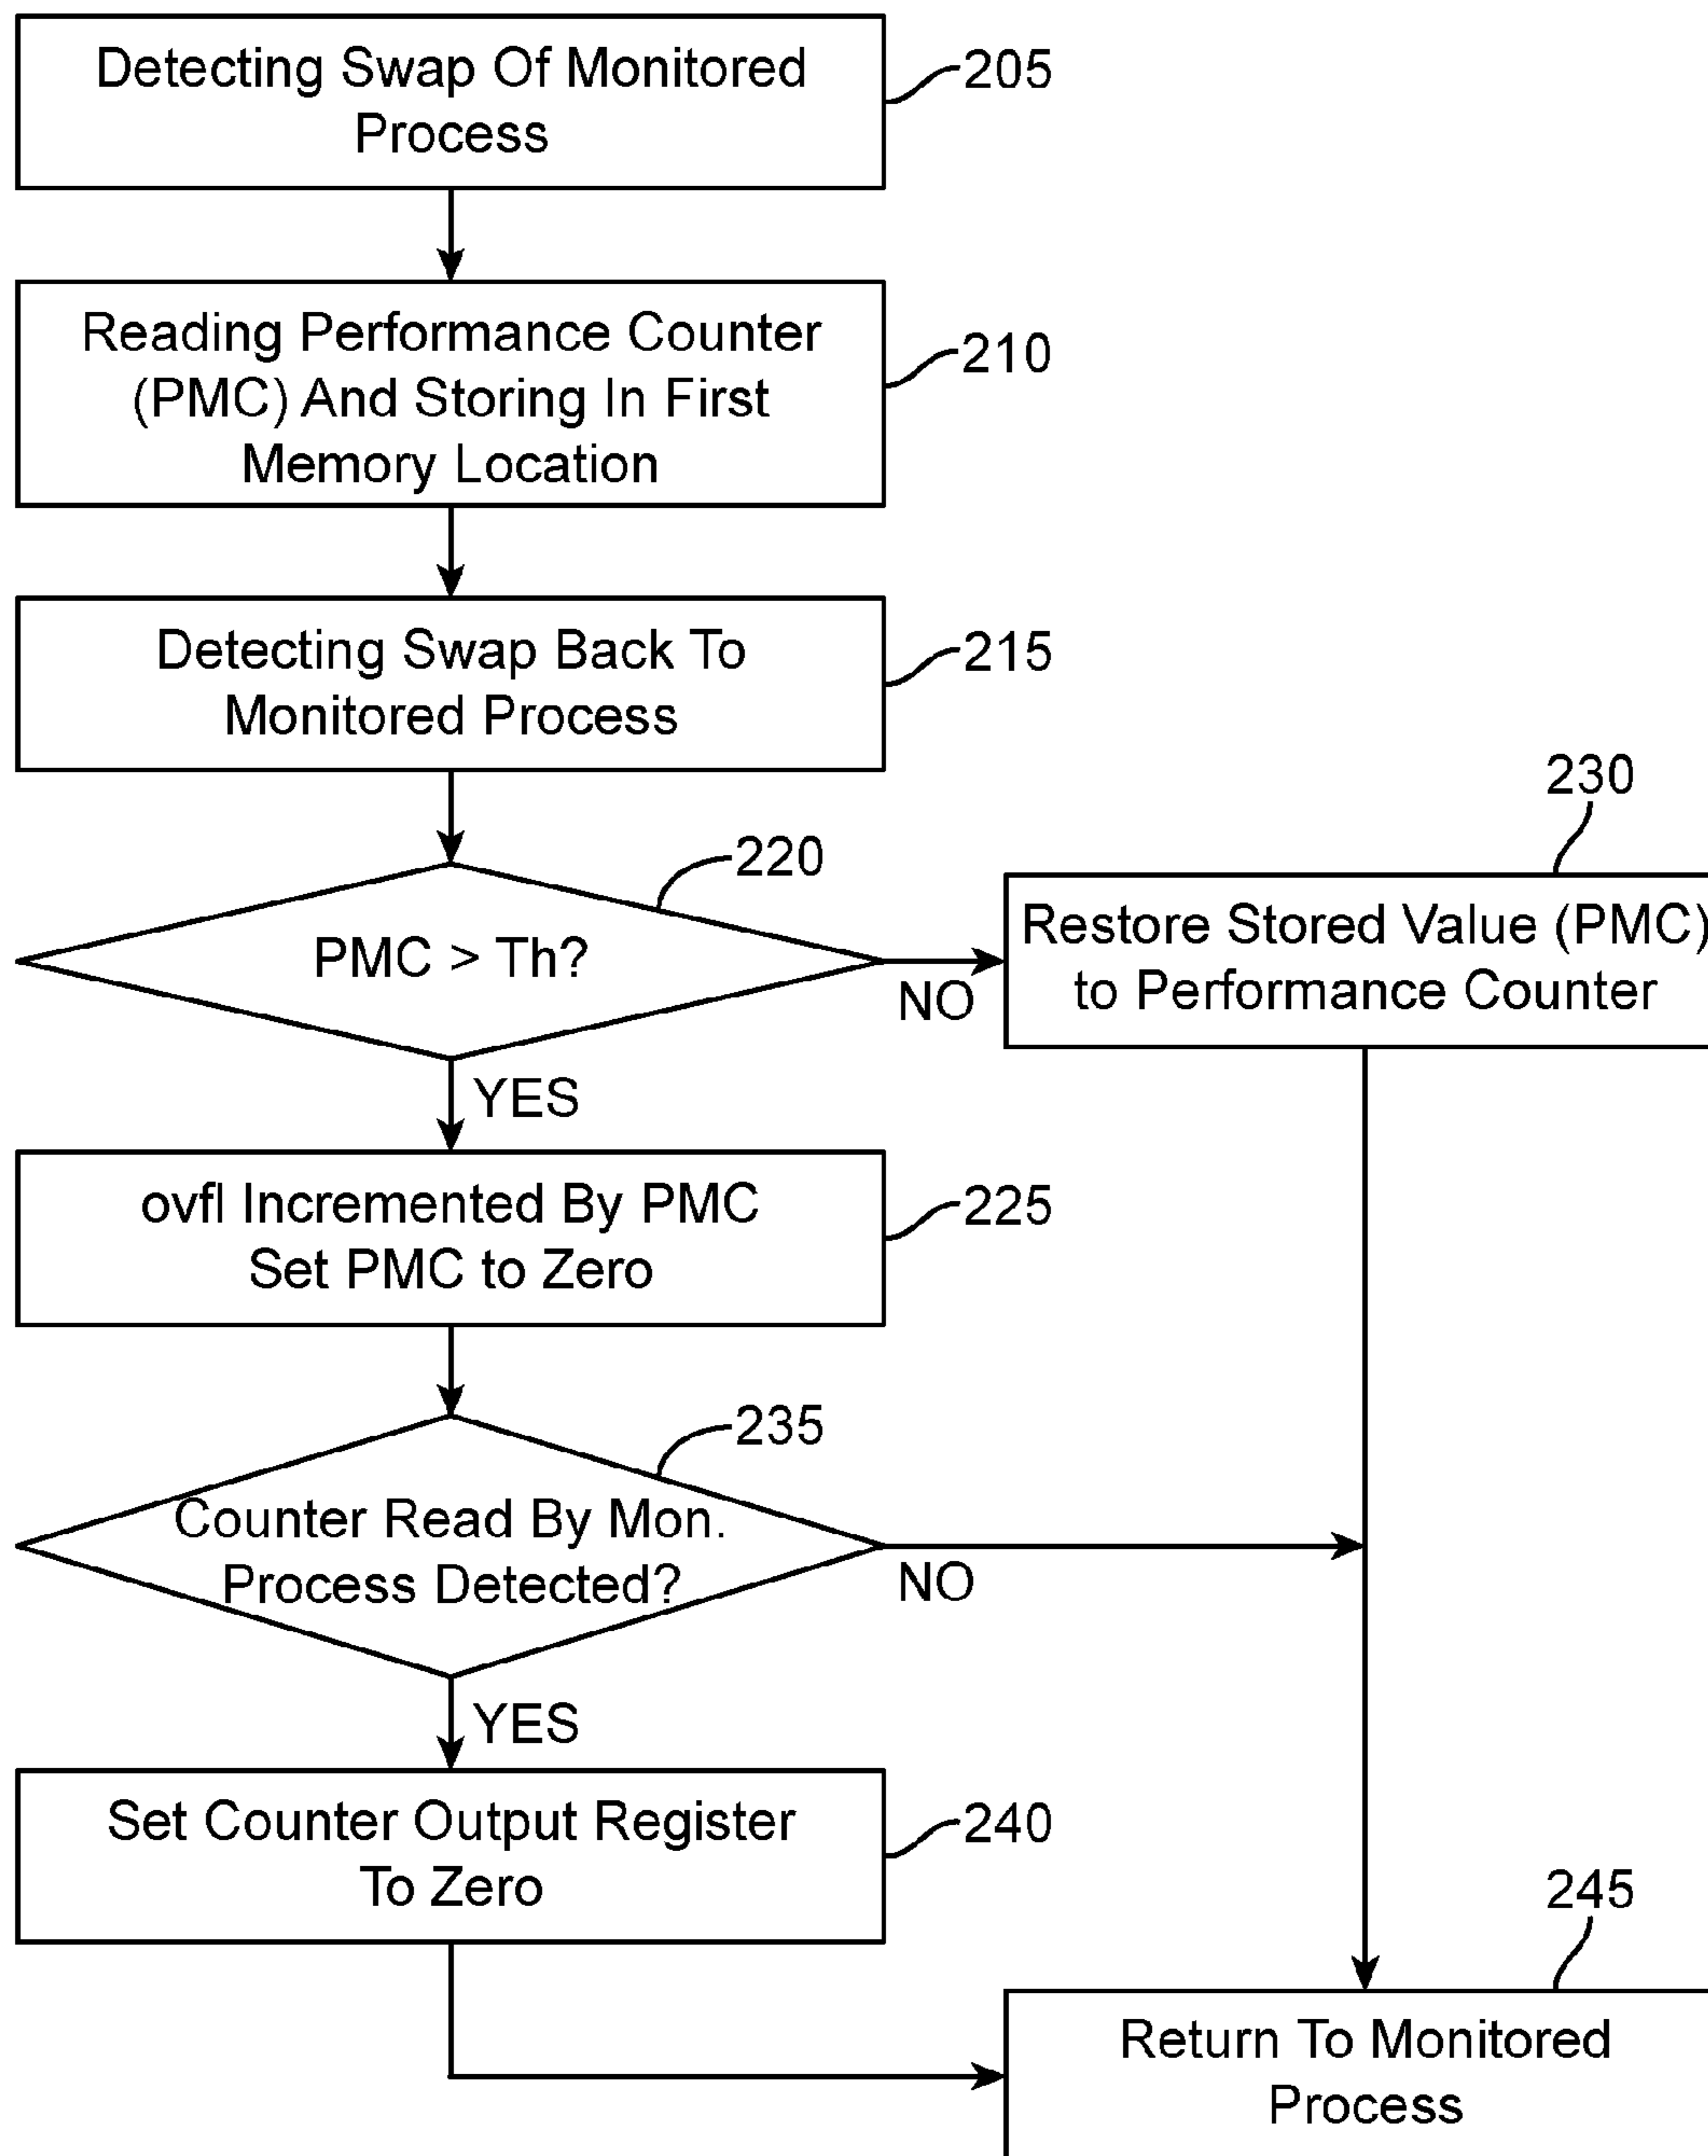 Detecting Swap Of Monitored
Process
205
Reading Performance Counter
(PMC) And Storing In First
Memory Location
210
Detecting Swap Back To
Monitored Process
215
220
PMC > Th?
NO
YES
230
Restore Stored Value (PMC)
to Performance Counter
ovfl Incremented By PMC
Set PMC to Zero
225
235
Counter Read By Mon.
Process Detected?
NO
YES
Set Counter Output Register
To Zero
240
245
Return To Monitored
Process